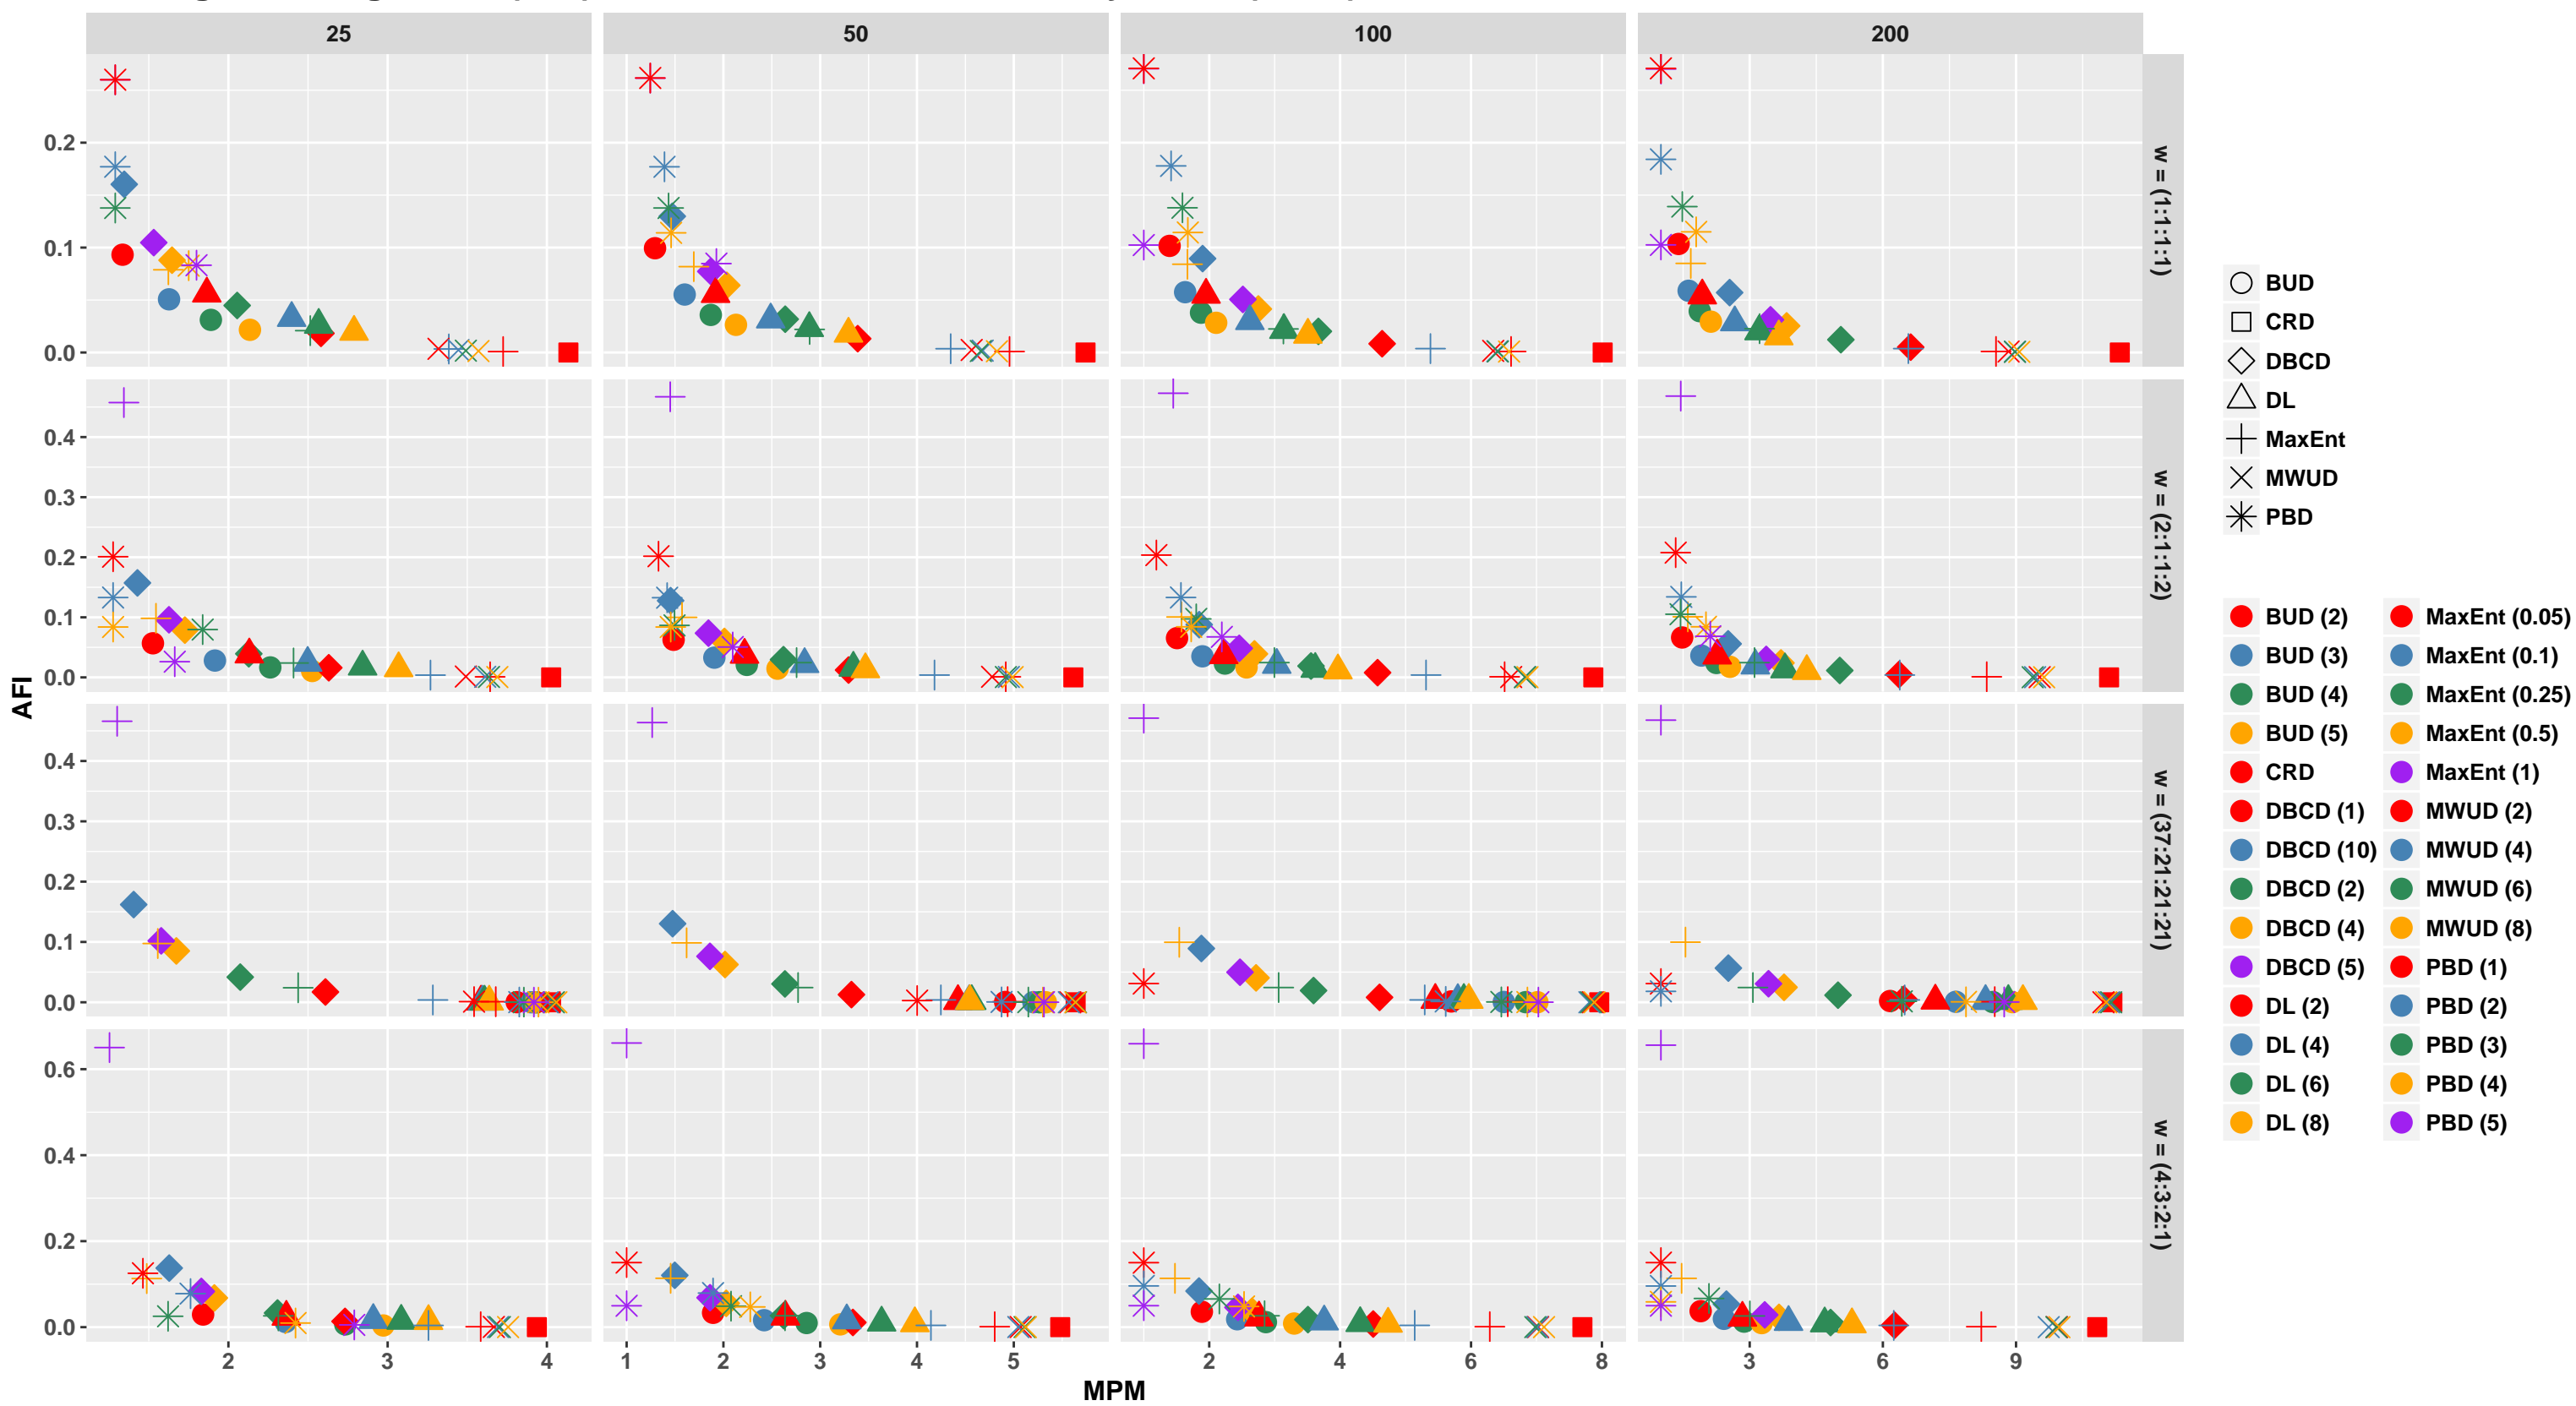 25 50 100 200
0.2
0.1
0.0
w = (1:1:1:1)
0.4
0.3
0.2
0.1
0.0
w = (2:1:1:2)
0.4
0.3
0.2
0.1
0.0
w = (37:21:21:21)
0.6
0.4
0.2
0.0
w = (4:3:2:1)
AFI
2 3 4 1 2 3 4 5 2 4 6 8 3 6 9
MPM
BUD
CRD
DBCD
DL
MaxEnt
MWUD
PBD
BUD (2) MaxEnt (0.05)
BUD (3) MaxEnt (0.1)
BUD (4) MaxEnt (0.25)
BUD (5) MaxEnt (0.5)
CRD MaxEnt (1)
DBCD (1) MWUD (2)
DBCD (10) MWUD (4)
DBCD (2) MWUD (6)
DBCD (4) MWUD (8)
DBCD (5) PBD (1)
DL (2) PBD (2)
DL (4) PBD (3)
DL (6) PBD (4)
DL (8) PBD (5)